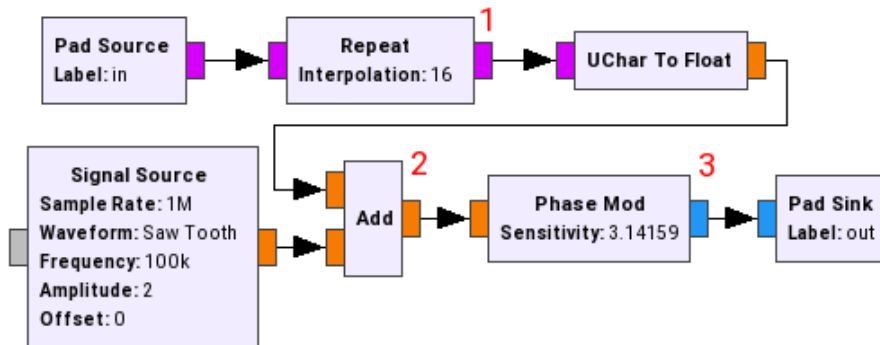 Pad Source
Label: in
Repeat
Interpolation: 16
1
UChar To Float
Signal Source
Sample Rate: 1M
Waveform: Saw Tooth
Frequency: 100k
Amplitude: 2
Offset: 0
Add
2
Phase Mod
Sensitivity: 3.14159
3
Pad Sink
Label: out